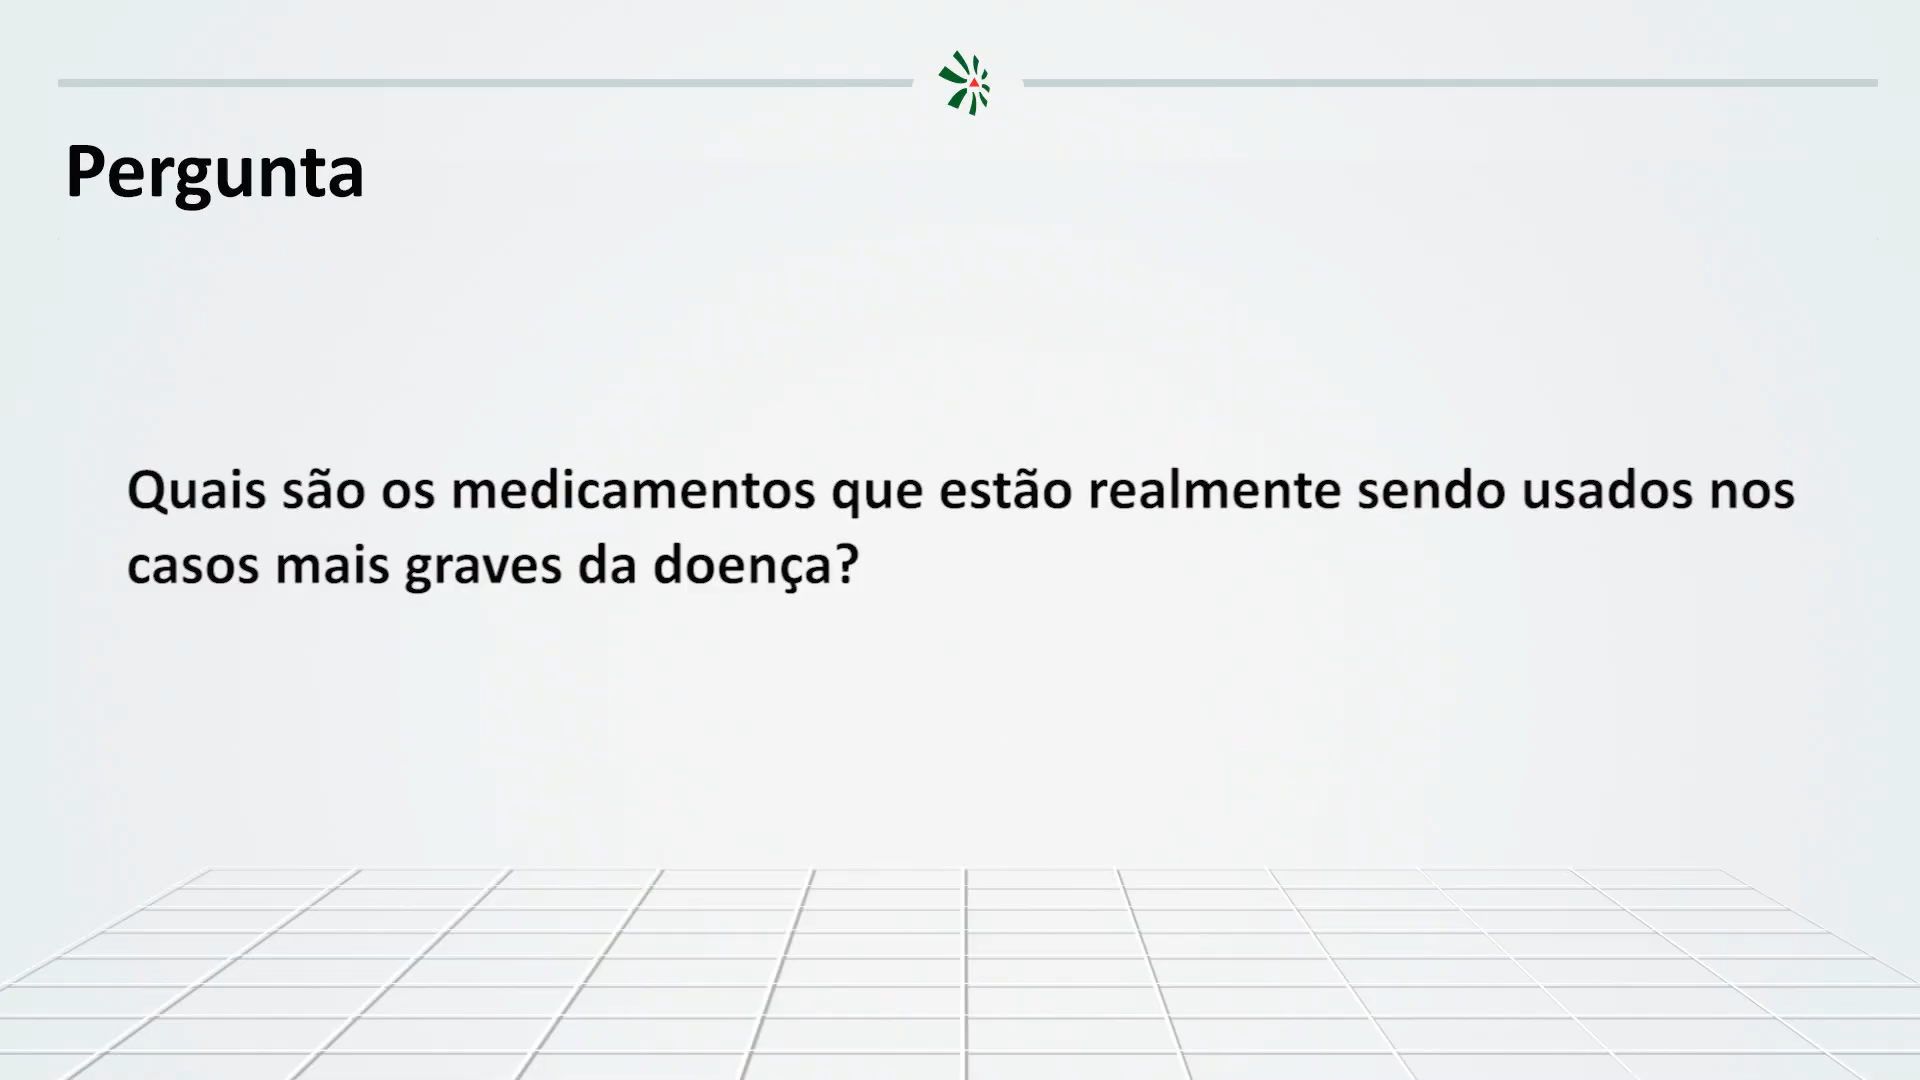 Pergunta
Quais são os medicamentos que estão realmente sendo usados nos
casos mais graves da doença?